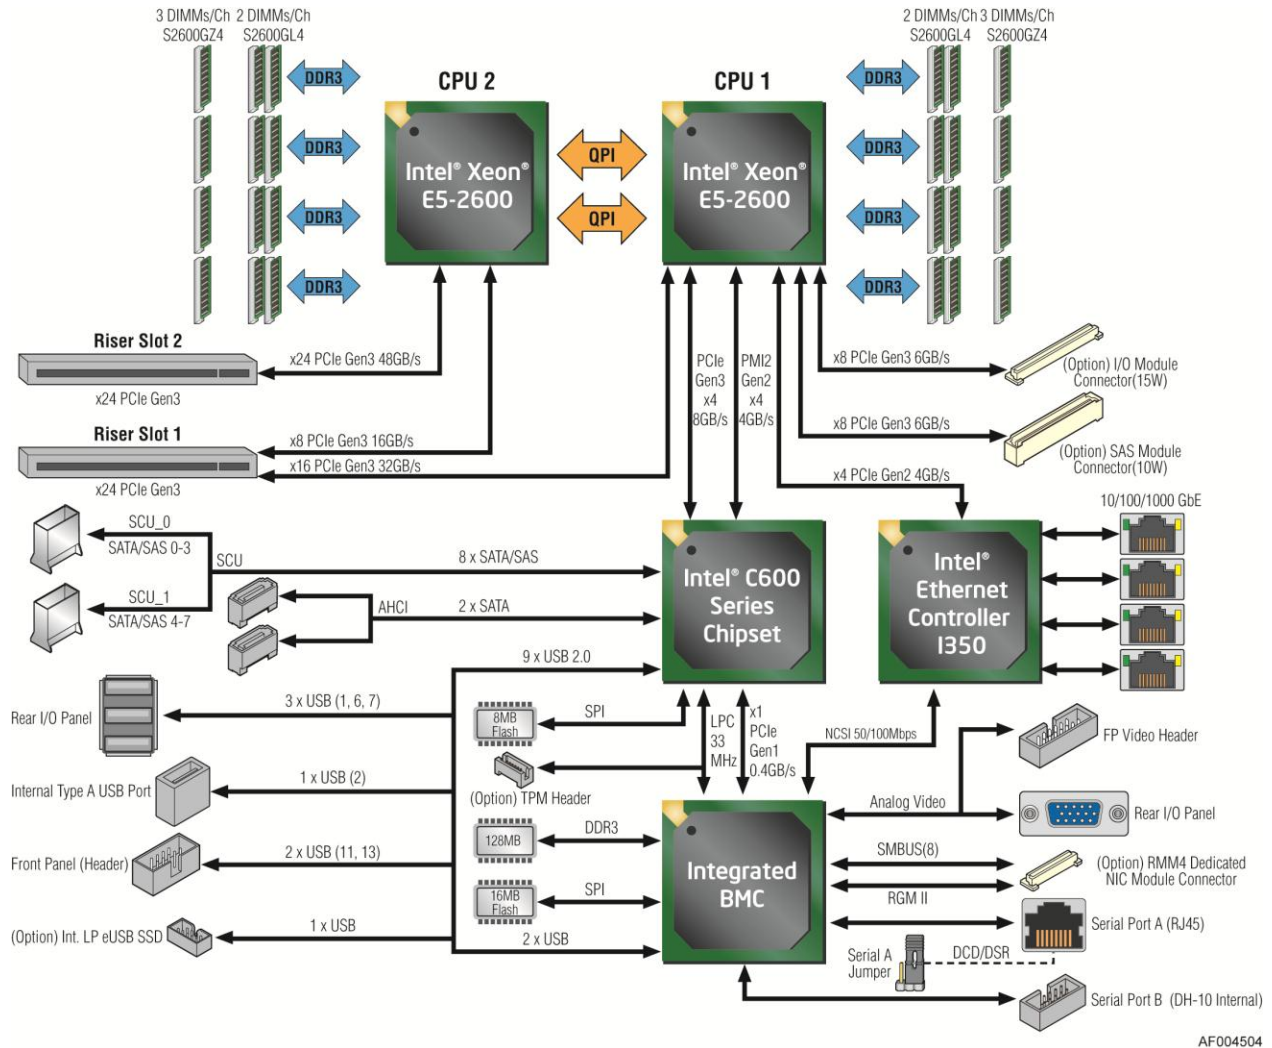 3 DIMMs/Ch 2 DIMMs/Ch
S2600GZ4 S2600GL4
2 DIMMs/Ch 3 DIMMs/Ch
S2600GL4 S2600GZ4
CPU 2
CPU 1
DDR3
DDR3
DDR3
DDR3
Intel® Xeon®
E5-2600
QPI
QPI
Intel® Xeon®
E5-2600
DDR3
DDR3
DDR3
DDR3
Riser Slot 2
x24 PCIe Gen3 48GB/s
x24 PCIe Gen3
Riser Slot 1
x8 PCIe Gen3 16GB/s
x16 PCIe Gen3 32GB/s
x24 PCIe Gen3
PCIe
Gen3
x4
8GB/s
PMI2
Gen2
x4
4GB/s
x8 PCIe Gen3 6GB/s
(Option) I/O Module
Connector(15W)
x8 PCIe Gen3 6GB/s
(Option) SAS Module
Connector(10W)
x4 PCIe Gen2 4GB/s
10/100/1000 GbE
SCU_0
SATA/SAS 0-3
SCU
8 x SATA/SAS
SCU_1
SATA/SAS 4-7
AHCI
2 x SATA
Intel® C600
Series
Chipset
Intel®
Ethernet
Controller
I350
9 x USB 2.0
Rear I/O Panel
3 x USB (1, 6, 7)
8MB
Flash
SPI
LPC
33
MHz
x1
PCIe
Gen1
0.4GB/s
NCSI 50/100Mbps
FP Video Header
Internal Type A USB Port
1 x USB (2)
(Option) TPM Header
Analog Video
Rear I/O Panel
Front Panel (Header)
2 x USB (11, 13)
128MB
DDR3
Integrated
BMC
SMBUS(8)
(Option) RMM4 Dedicated
NIC Module Connector
RGM II
16MB
Flash
SPI
(Option) Int. LP eUSB SSD
1 x USB
2 x USB
Serial Port A (RJ45)
Serial A
Jumper
DCD/DSR
Serial Port B (DH-10 Internal)
AF004504